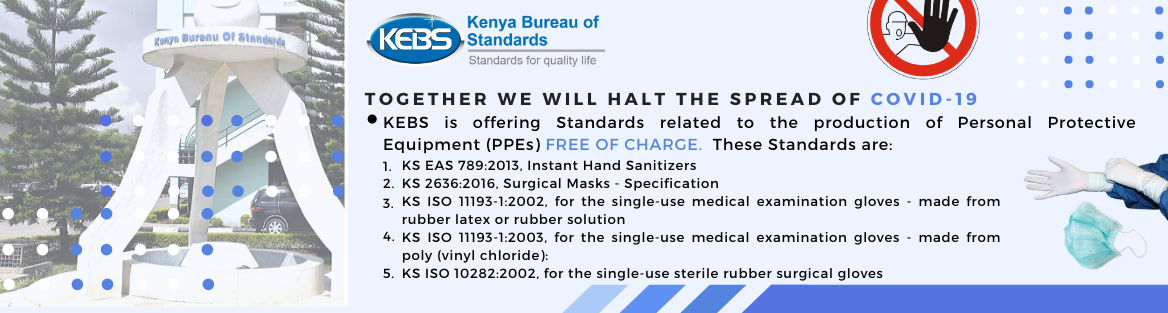 Kenya Bureau Of Standards
KEBS
Kenya Bureau of
Standards
Standards for quality life
TOGETHER WE WILL HALT THE SPREAD OF COVID-19
• KEBS is offering Standards related to the production of Personal Protective
Equipment (PPEs) FREE OF CHARGE. These Standards are:
1. KS EAS 789:2013, Instant Hand Sanitizers
2. KS 2636:2016, Surgical Masks - Specification
3. KS ISO 11193-1:2002, for the single-use medical examination gloves - made from
rubber latex or rubber solution
4. KS ISO 11193-1:2003, for the single-use medical examination gloves - made from
poly (vinyl chloride):
5. KS ISO 10282:2002, for the single-use sterile rubber surgical gloves